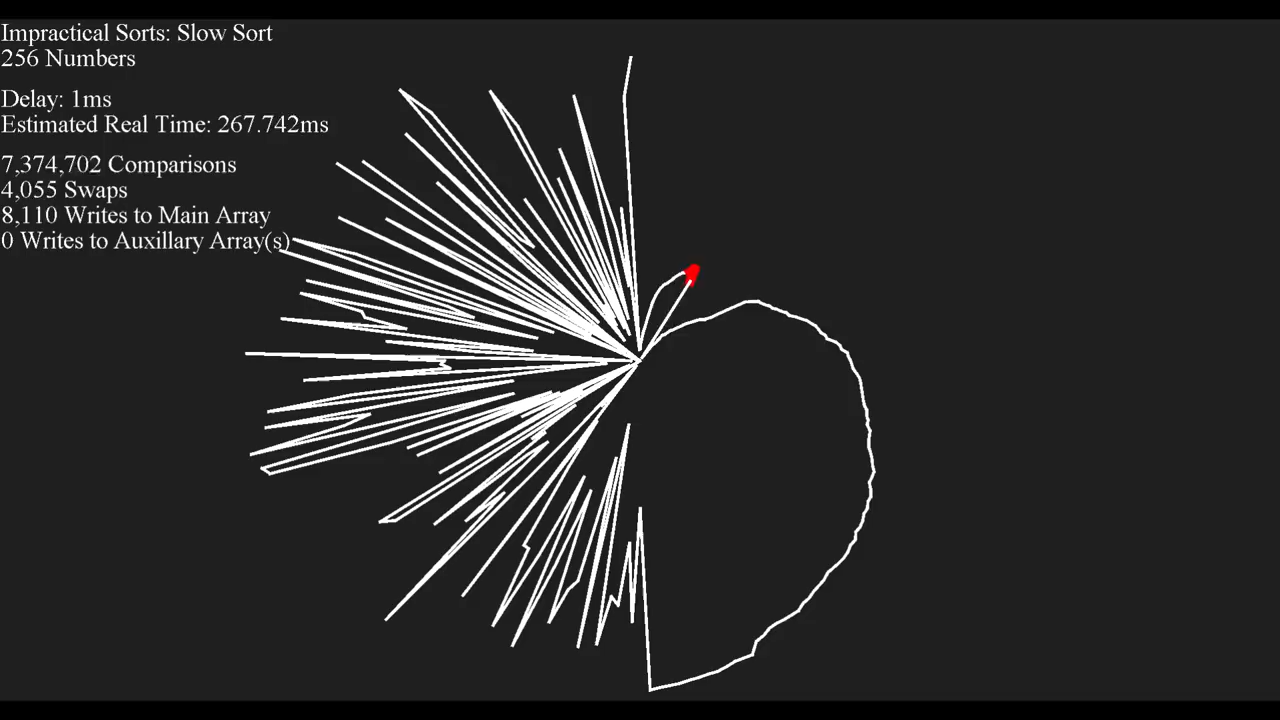 Impractical Sorts: Slow Sort
256 Numbers
Delay: 1ms
Estimated Real Time: 267.742ms
7,374,702 Comparisons
4,055 Swaps
8,110 Writes to Main Array
0 Writes to Auxillary Array(s)